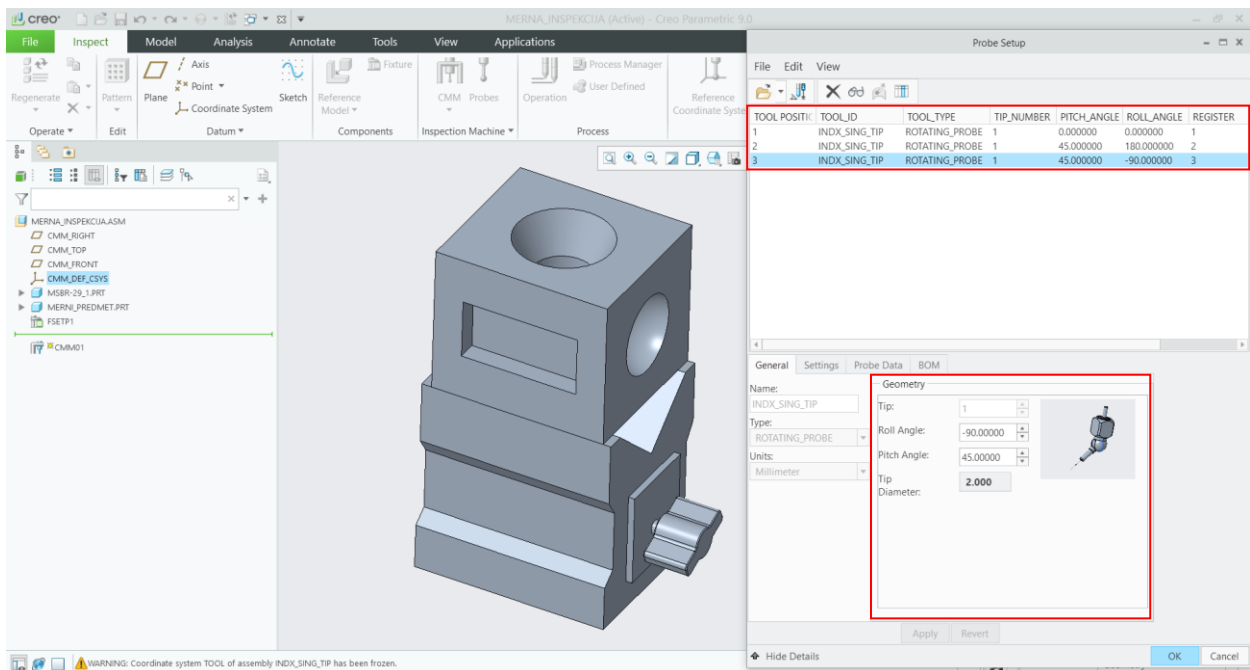 creo®
MERNA_INSPEKCIJA (Active) - Creo Parametric 9.0
File Inspect Model Analysis Annotate Tools View Applications
Regenerate
Operate
Pattern
Edit
Plane
Axis
Point
Coordinate System
Sketch
Datum
Reference Model
Fixture
Components
CMM Probes
Inspection Machine
Operation
Process Manager
User Defined
Process
Reference
Coordinate Syste
MERNA_INSPEKCIJA.ASM
CMM_RIGHT
CMM_TOP
CMM_FRONT
CMM_DEF_CSYS
MSBR-29_1.PRT
MERNI_PREDMET.PRT
FSETP1
CMM01
WARNING: Coordinate system TOOL of assembly INDX_SING_TIP has been frozen.
Probe Setup
File Edit View
TOOL POSITIC TOOL_ID TOOL_TYPE TIP_NUMBER PITCH_ANGLE ROLL_ANGLE REGISTER
1 INDX_SING_TIP ROTATING_PROBE 1 0.000000 0.000000 1
2 INDX_SING_TIP ROTATING_PROBE 1 45.000000 180.000000 2
3 INDX_SING_TIP ROTATING_PROBE 1 45.000000 -90.000000 3
General Settings Probe Data BOM
Name:
INDX_SING_TIP
Type:
ROTATING_PROBE
Units:
Millimeter
Geometry
Tip: 1
Roll Angle: -90.00000
Pitch Angle: 45.00000
Tip Diameter: 2.000
Apply Revert
Hide Details
OK Cancel